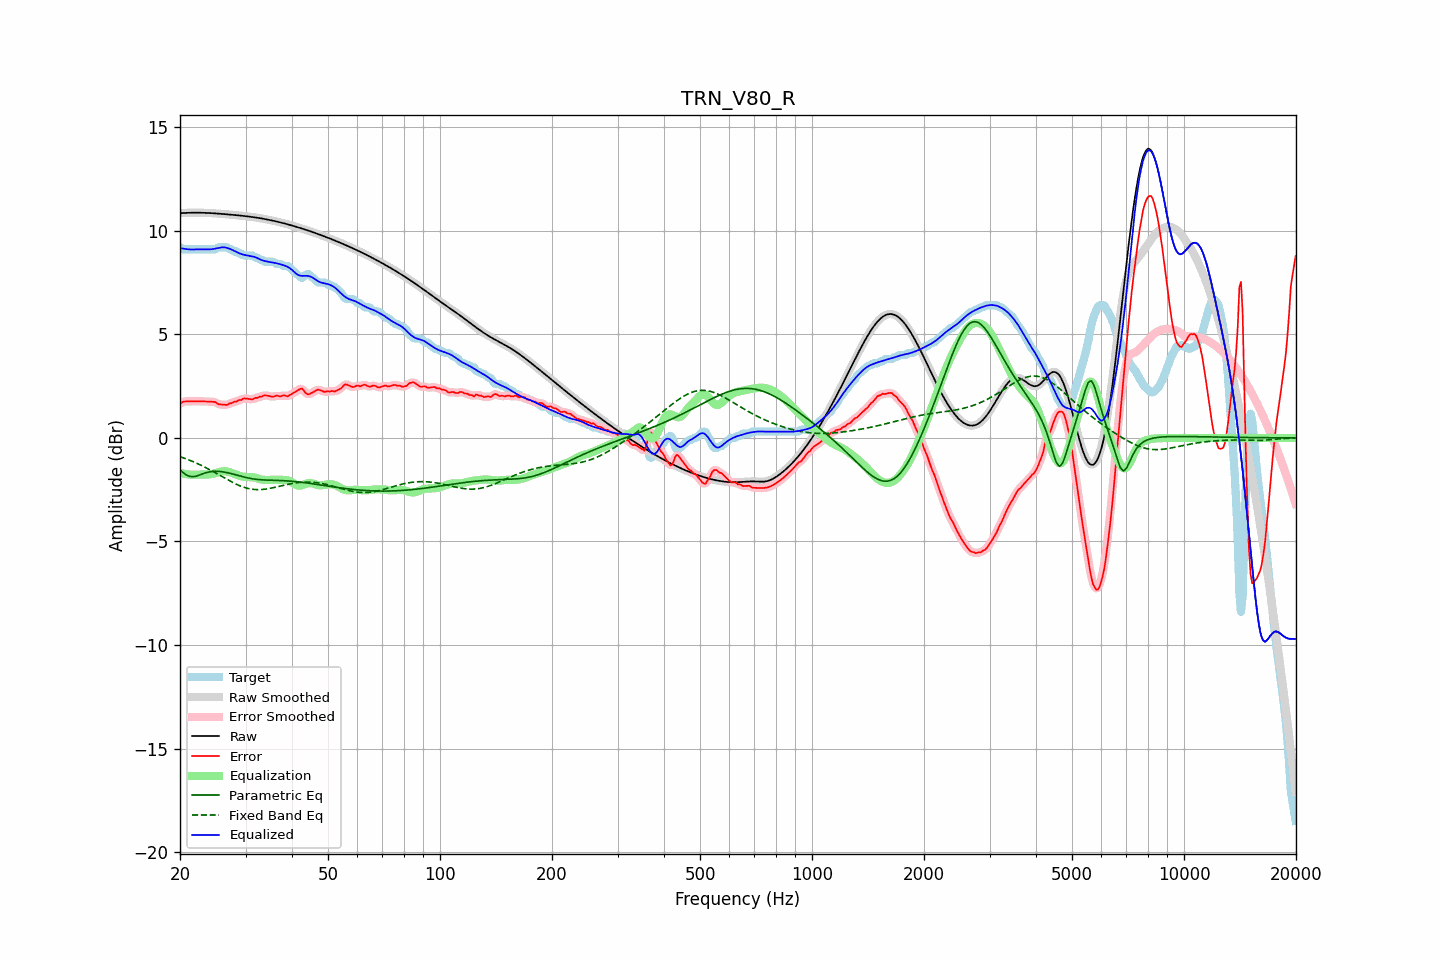 TRN_V80_R
15
10
5
0
−5
−10
−15
−20
Amplitude (dBr)
Target
Raw Smoothed
Error Smoothed
Raw
Error
Equalization
Parametric Eq
Fixed Band Eq
Equalized
20 50 100 200 500 1000 2000 5000 10000 20000
Frequency (Hz)